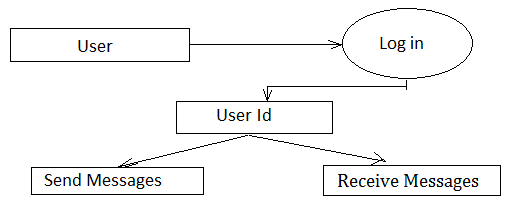 User
Log in
User Id
Send Messages
Receive Messages